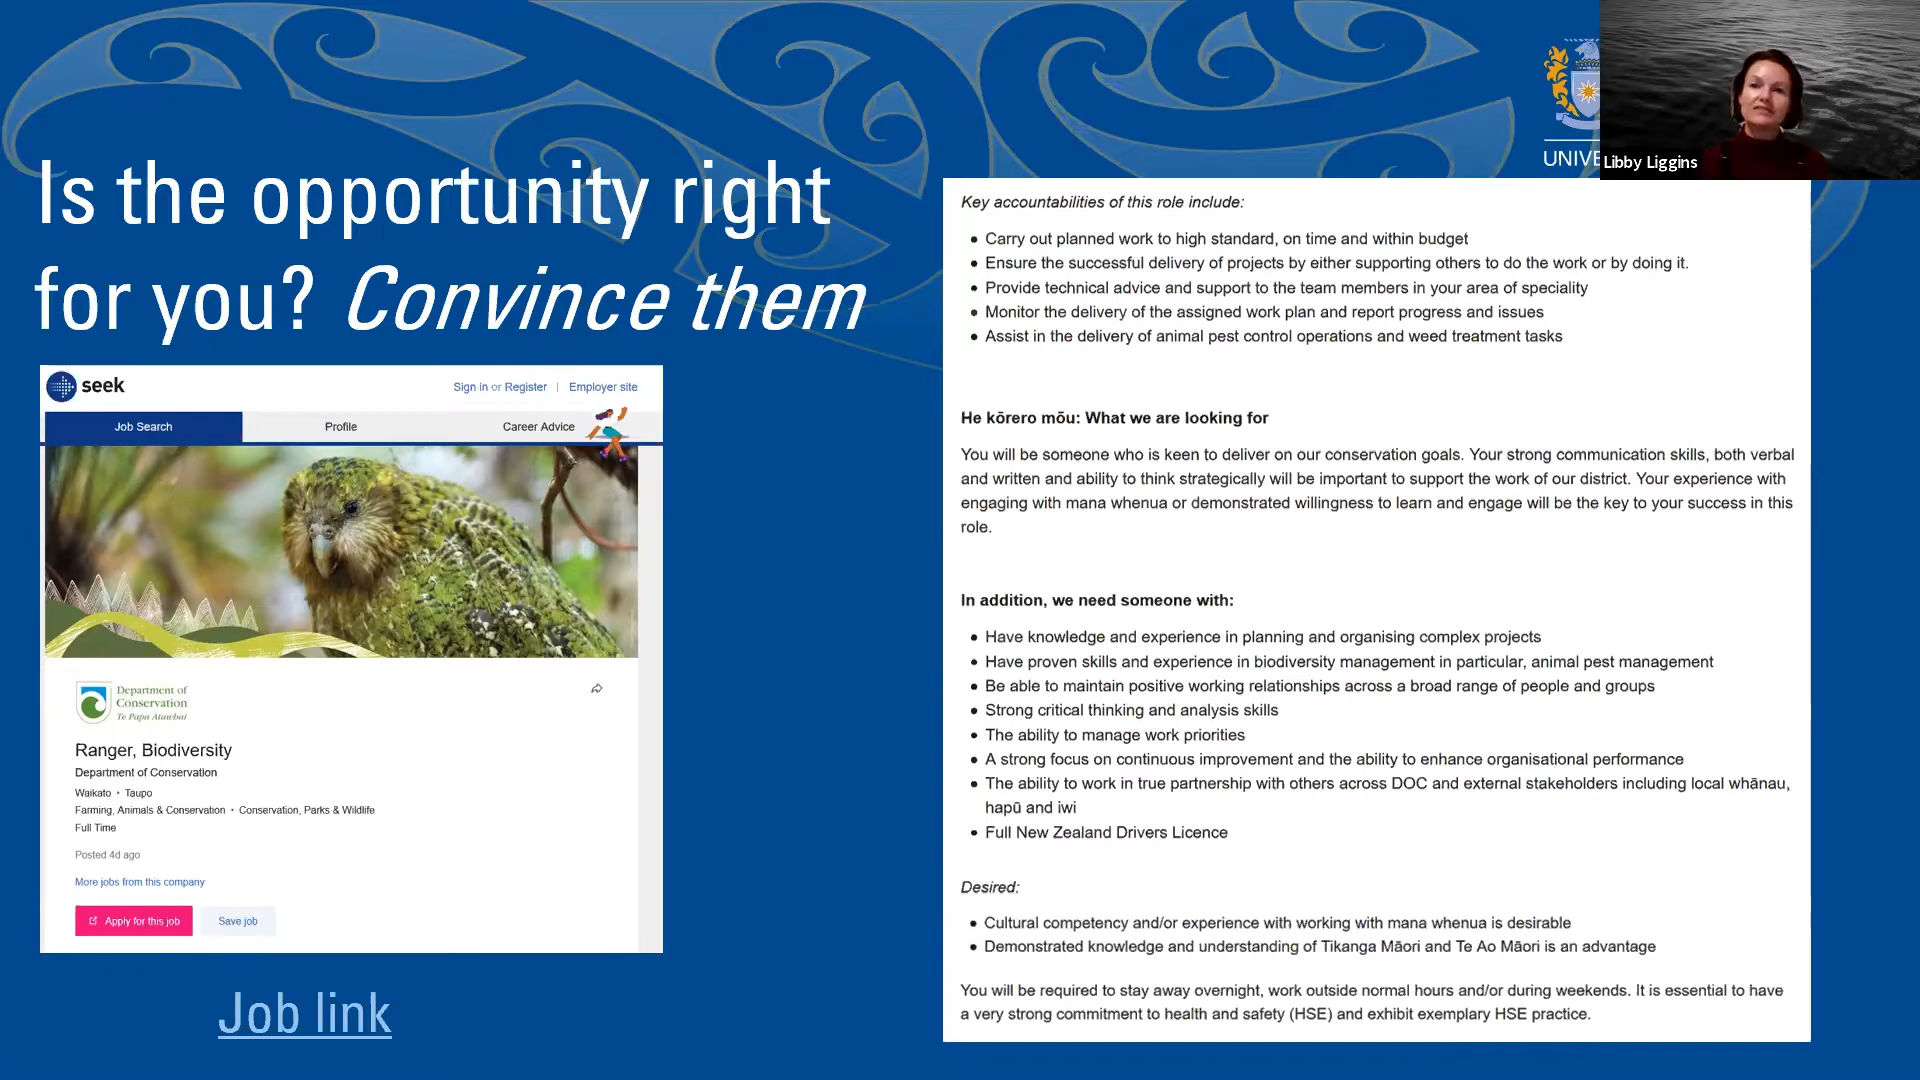 UNIVE
Libby Liggins
Is the opportunity right
for you? Convince them
seek
Sign in or Register | Employer site
Job Search
Profile
Career Advice
Department of
Conservation
Te Papa Atawhai
Ranger, Biodiversity
Department of Conservation
Waikato • Taupo
Farming, Animals & Conservation • Conservation, Parks & Wildlife
Full Time
Posted 4d ago
More jobs from this company
Apply for this job
Save job
Job link
Key accountabilities of this role include:
• Carry out planned work to high standard, on time and within budget
• Ensure the successful delivery of projects by either supporting others to do the work or by doing it.
• Provide technical advice and support to the team members in your area of speciality
• Monitor the delivery of the assigned work plan and report progress and issues
• Assist in the delivery of animal pest control operations and weed treatment tasks
He kōrero mōu: What we are looking for
You will be someone who is keen to deliver on our conservation goals. Your strong communication skills, both verbal
and written and ability to think strategically will be important to support the work of our district. Your experience with
engaging with mana whenua or demonstrated willingness to learn and engage will be the key to your success in this
role.
In addition, we need someone with:
• Have knowledge and experience in planning and organising complex projects
• Have proven skills and experience in biodiversity management in particular, animal pest management
• Be able to maintain positive working relationships across a broad range of people and groups
• Strong critical thinking and analysis skills
• The ability to manage work priorities
• A strong focus on continuous improvement and the ability to enhance organisational performance
• The ability to work in true partnership with others across DOC and external stakeholders including local whānau,
hapū and iwi
• Full New Zealand Drivers Licence
Desired:
• Cultural competency and/or experience with working with mana whenua is desirable
• Demonstrated knowledge and understanding of Tikanga Māori and Te Ao Māori is an advantage
You will be required to stay away overnight, work outside normal hours and/or during weekends. It is essential to have
a very strong commitment to health and safety (HSE) and exhibit exemplary HSE practice.